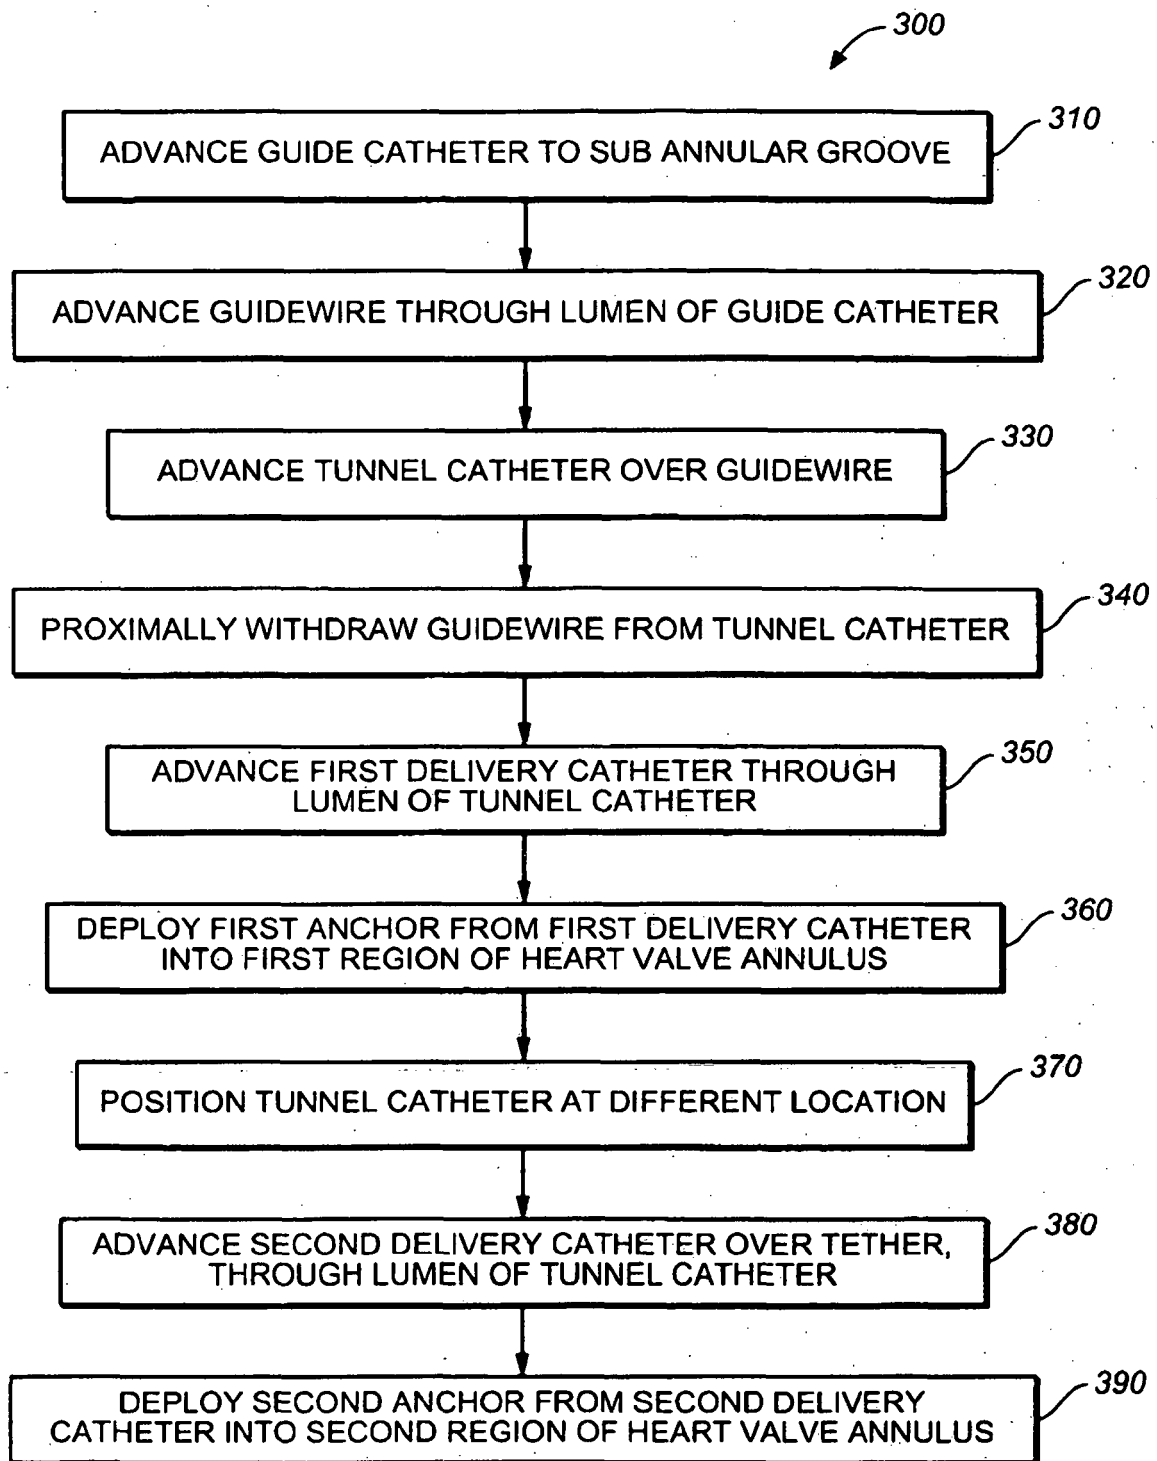 300
310
ADVANCE GUIDE CATHETER TO SUB ANNULAR GROOVE
320
ADVANCE GUIDEWIRE THROUGH LUMEN OF GUIDE CATHETER
330
ADVANCE TUNNEL CATHETER OVER GUIDEWIRE
340
PROXIMALLY WITHDRAW GUIDEWIRE FROM TUNNEL CATHETER
350
ADVANCE FIRST DELIVERY CATHETER THROUGH
LUMEN OF TUNNEL CATHETER
360
DEPLOY FIRST ANCHOR FROM FIRST DELIVERY CATHETER
INTO FIRST REGION OF HEART VALVE ANNULUS
370
POSITION TUNNEL CATHETER AT DIFFERENT LOCATION
380
ADVANCE SECOND DELIVERY CATHETER OVER TETHER,
THROUGH LUMEN OF TUNNEL CATHETER
390
DEPLOY SECOND ANCHOR FROM SECOND DELIVERY
CATHETER INTO SECOND REGION OF HEART VALVE ANNULUS